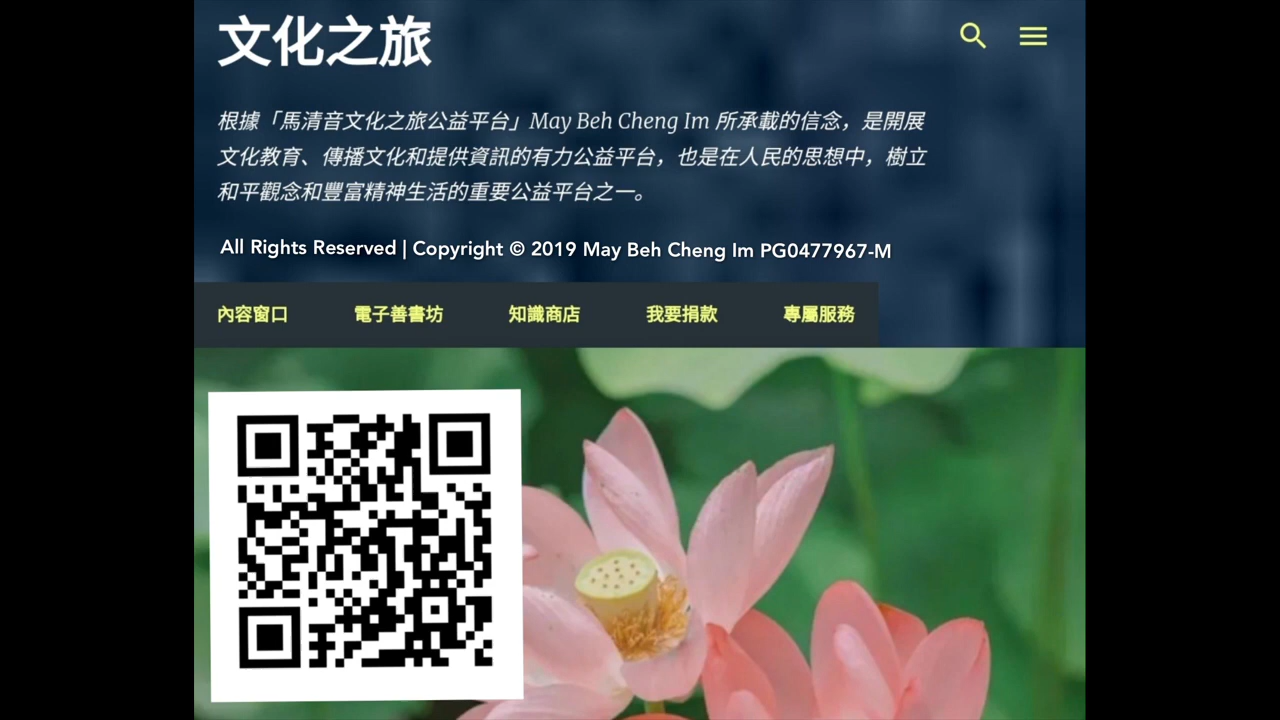 文化之旅
根據「馬清音文化之旅公益平台」May Beh Cheng Im 所承載的信念，是開展
文化教育、傳播文化和提供資訊的有力公益平台，也是在人民的思想中，樹立
和平觀念和豐富精神生活的重要公益平台之一。
All Rights Reserved | Copyright © 2019 May Beh Cheng Im PG0477967-M
內容窗口 電子善書坊 知識商店 我要捐款 專屬服務